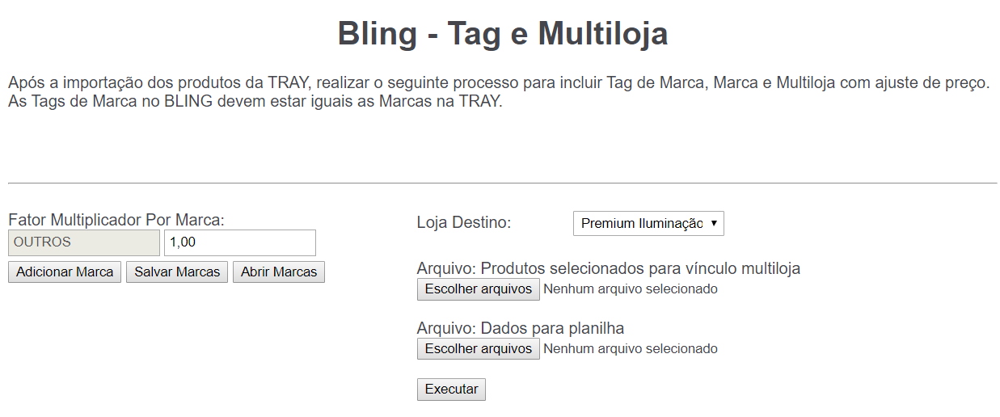 Bling - Tag e Multiloja
Após a importação dos produtos da TRAY, realizar o seguinte processo para incluir Tag de Marca, Marca e Multiloja com ajuste de preço.
As Tags de Marca no BLING devem estar iguais as Marcas na TRAY.
Fator Multiplicador Por Marca:
OUTROS 1,00
Adicionar Marca Salvar Marcas Abrir Marcas
Loja Destino: Premium Iluminação
Arquivo: Produtos selecionados para vínculo multiloja
Escolher arquivos Nenhum arquivo selecionado
Arquivo: Dados para planilha
Escolher arquivos Nenhum arquivo selecionado
Executar